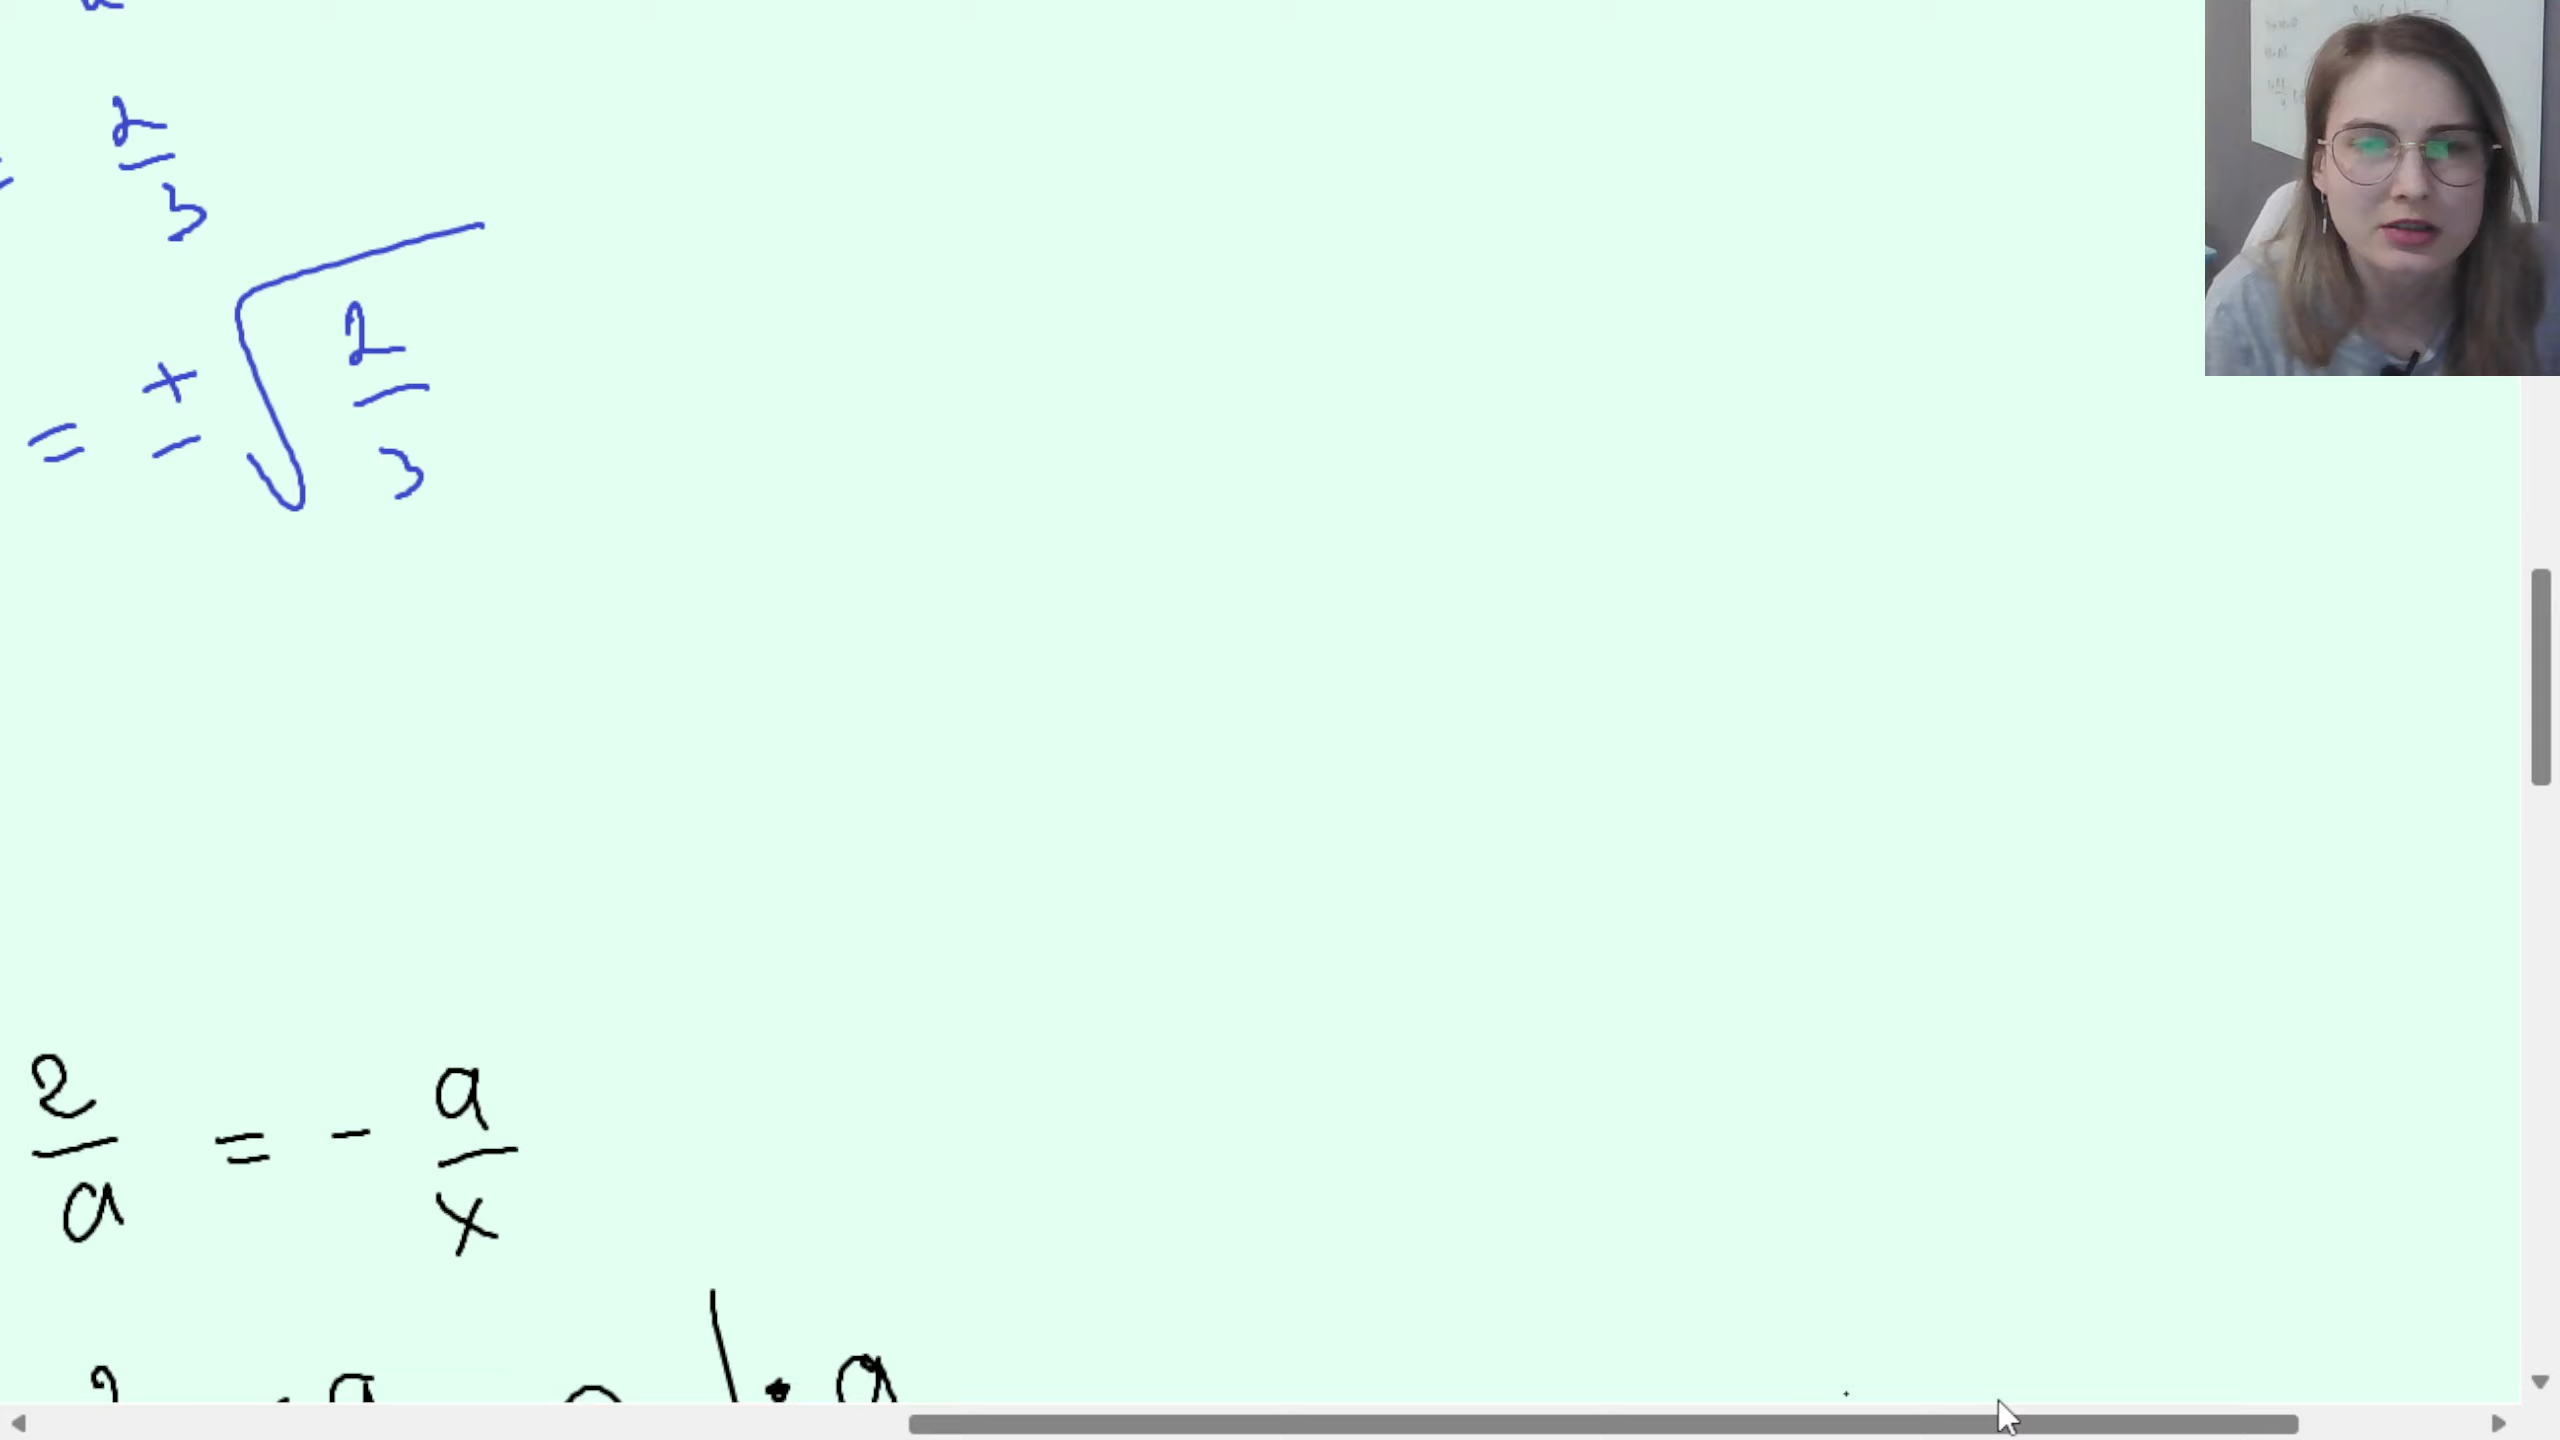 = 2/3
= ± √(2/3)
2/a = - a/x